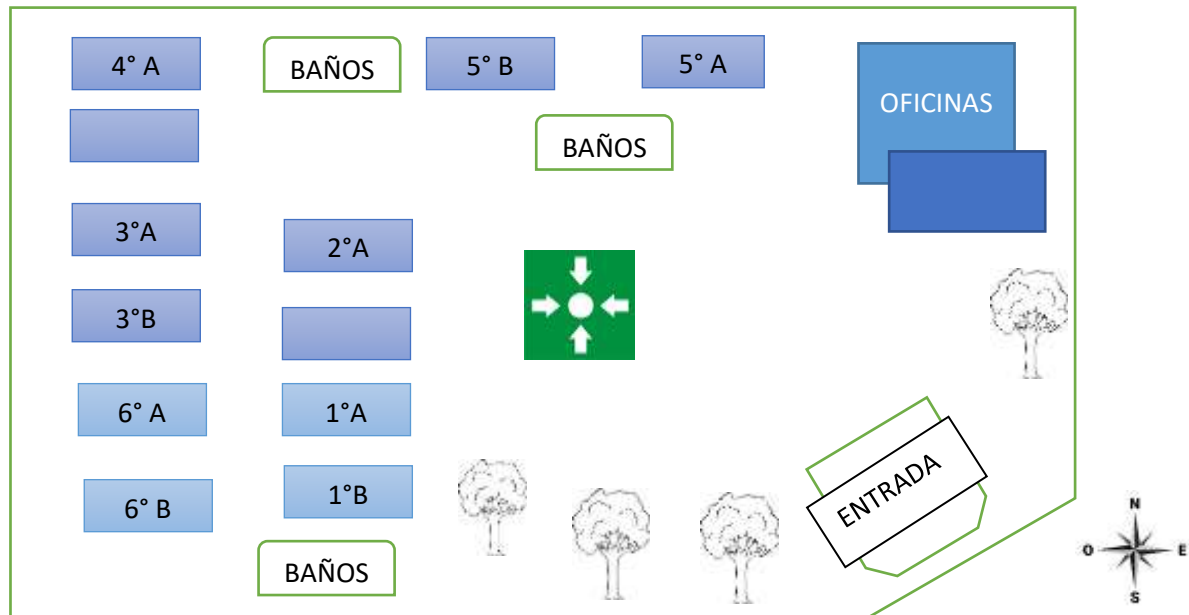 4° A
BAÑOS
5° B
5° A
OFICINAS
BAÑOS
3°A
2°A
3°B
6° A
1°A
ENTRADA
6° B
1°B
BAÑOS
N
O
E
S